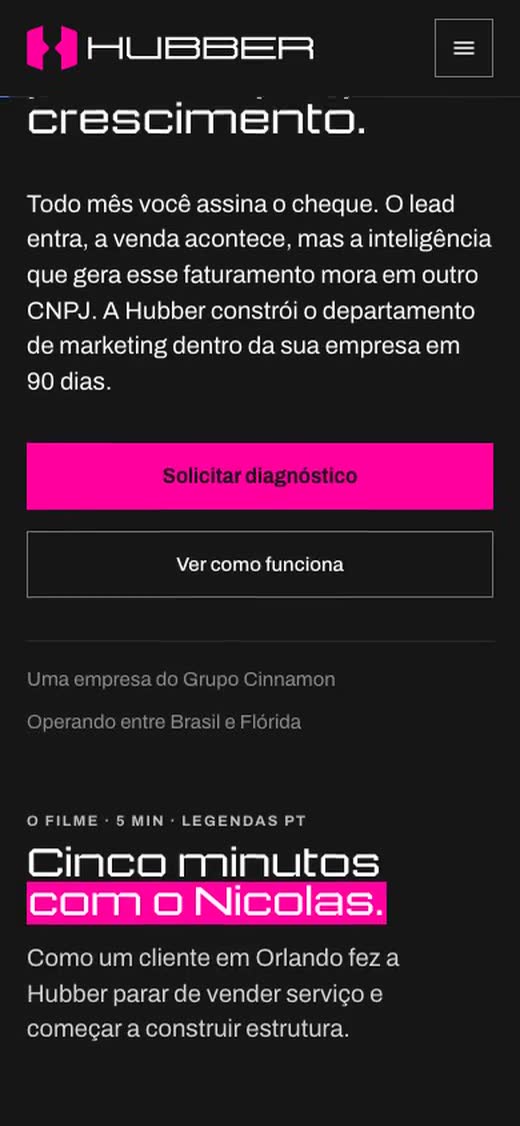 HUBBER
crescimento.
Todo mês você assina o cheque. O lead
entra, a venda acontece, mas a inteligência
que gera esse faturamento mora em outro
CNPJ. A Hubber constrói o departamento
de marketing dentro da sua empresa em
90 dias.
Solicitar diagnóstico
Ver como funciona
Uma empresa do Grupo Cinnamon
Operando entre Brasil e Flórida
O FILME · 5 MIN · LEGENDAS PT
Cinco minutos
com o Nicolas.
Como um cliente em Orlando fez a
Hubber parar de vender serviço e
começar a construir estrutura.